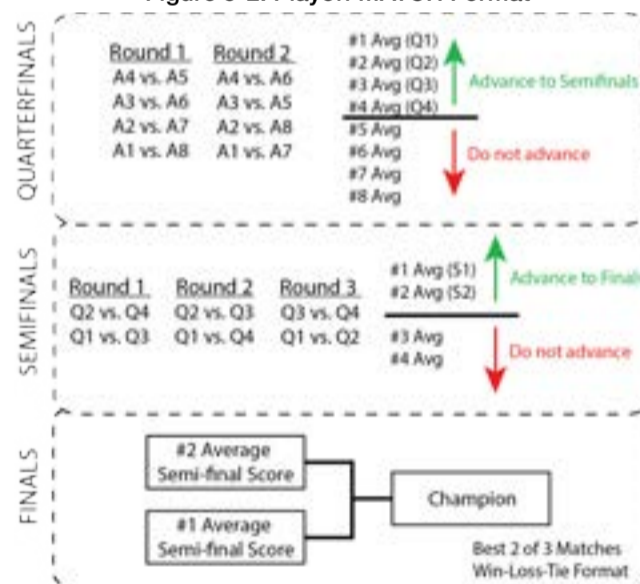 QUARTERFINALS
Round 1 Round 2
A4 vs. A5 A4 vs. A6
A3 vs. A6 A3 vs. A5
A2 vs. A7 A2 vs. A8
A1 vs. A8 A1 vs. A7
#1 Avg (Q1)
#2 Avg (Q2)
#3 Avg (Q3)
#4 Avg (Q4)
#5 Avg
#6 Avg
#7 Avg
#8 Avg
Advance to Semifinals
Do not advance
SEMIFINALS
Round 1 Round 2 Round 3
Q2 vs. Q4 Q2 vs. Q3 Q3 vs. Q4
Q1 vs. Q3 Q1 vs. Q4 Q1 vs. Q2
#1 Avg (S1)
#2 Avg (S2)
#3 Avg
#4 Avg
Advance to Finals
Do not advance
FINALS
#2 Average
Semi-final Score
#1 Average
Semi-final Score
Champion
Best 2 of 3 Matches
Win-Loss-Tie Format